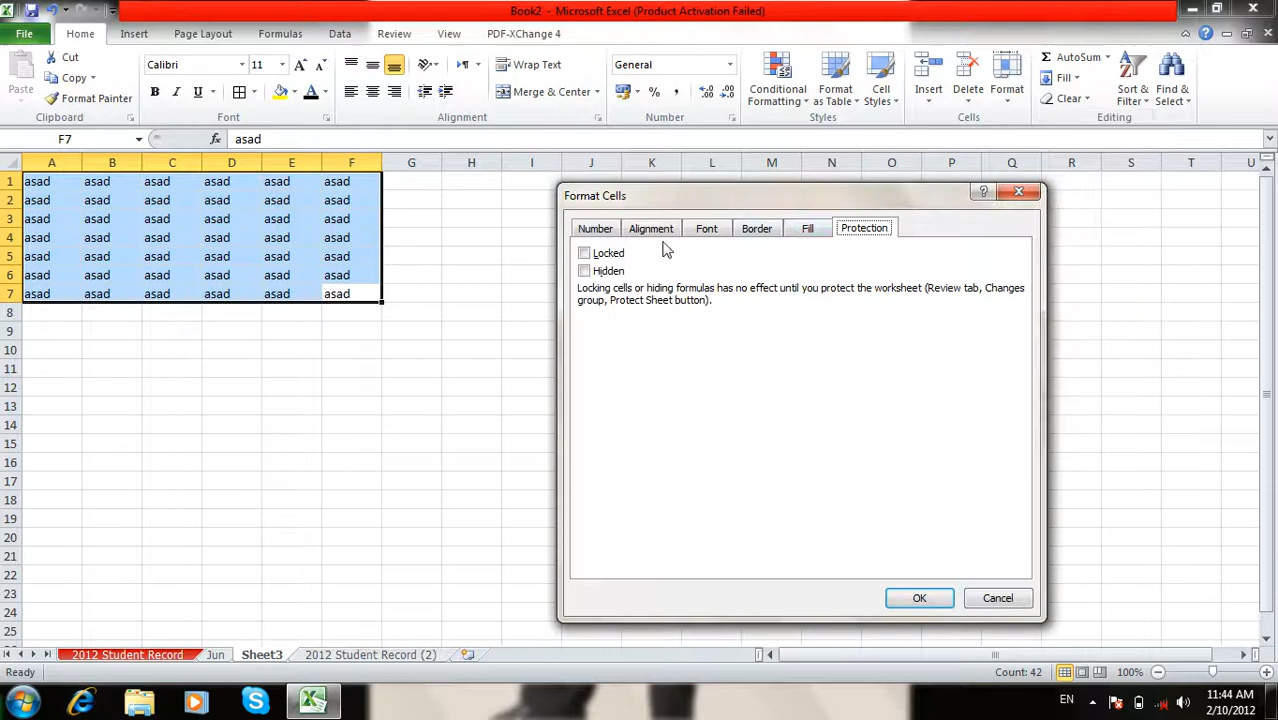 Book2 - Microsoft Excel (Product Activation Failed)
File Home Insert Page Layout Formulas Data Review View PDF-XChange 4
Paste Cut Copy Format Painter
Clipboard
Calibri 11
B I U A
Font
Wrap Text
Merge & Center
Alignment
General
% ,
Number
Conditional Formatting
Format as Table
Cell Styles
Styles
Insert Delete Format
Cells
Σ AutoSum
Fill
Clear
Sort & Filter
Find & Select
Editing
F7 fx asad
A B C D E F G H I J K L M N O P Q R S T U
1 asad asad asad asad asad asad
2 asad asad asad asad asad asad
3 asad asad asad asad asad asad
4 asad asad asad asad asad asad
5 asad asad asad asad asad asad
6 asad asad asad asad asad asad
7 asad asad asad asad asad asad
8
9
10
11
12
13
14
15
16
17
18
19
20
21
22
23
24
25
Format Cells
Number Alignment Font Border Fill Protection
Locked
Hidden
Locking cells or hiding formulas has no effect until you protect the worksheet (Review tab, Changes
group, Protect Sheet button).
OK Cancel
2012 Student Record Jun Sheet3 2012 Student Record (2)
Ready Count: 42 100%
EN 11:44 AM
2/10/2012